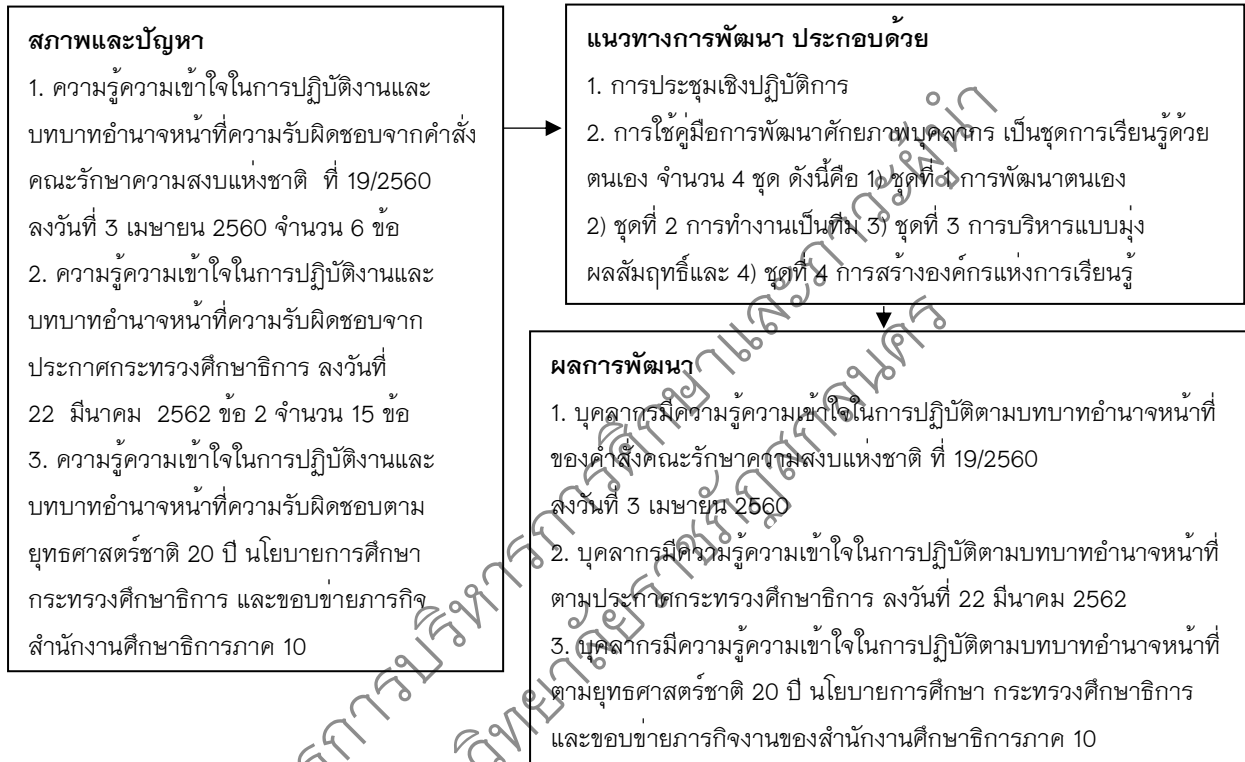 สภาพและปัญหา
1. ความรู้ความเข้าใจในการปฏิบัติงานและ
บทบาทอำนาจหน้าที่ความรับผิดชอบจากคำสั่ง
คณะรักษาความสงบแห่งชาติ ที่ 19/2560
ลงวันที่ 3 เมษายน 2560 จำนวน 6 ข้อ
2. ความรู้ความเข้าใจในการปฏิบัติงานและ
บทบาทอำนาจหน้าที่ความรับผิดชอบจาก
ประกาศกระทรวงศึกษาธิการ ลงวันที่
22 มีนาคม 2562 ข้อ 2 จำนวน 15 ข้อ
3. ความรู้ความเข้าใจในการปฏิบัติงานและ
บทบาทอำนาจหน้าที่ความรับผิดชอบตาม
ยุทธศาสตร์ชาติ 20 ปี นโยบายการศึกษา
กระทรวงศึกษาธิการ และขอบข่ายภารกิจ
สำนักงานศึกษาธิการภาค 10
แนวทางการพัฒนา ประกอบด้วย
1. การประชุมเชิงปฏิบัติการ
2. การใช้คู่มือการพัฒนาศักยภาพบุคลากร เป็นชุดการเรียนรู้ด้วย
ตนเอง จำนวน 4 ชุด ดังนี้คือ 1) ชุดที่ 1 การพัฒนาตนเอง
2) ชุดที่ 2 การทำงานเป็นทีม 3) ชุดที่ 3 การบริหารแบบมุ่ง
ผลสัมฤทธิ์และ 4) ชุดที่ 4 การสร้างองค์กรแห่งการเรียนรู้
ผลการพัฒนา
1. บุคลากรมีความรู้ความเข้าใจในการปฏิบัติตามบทบาทอำนาจหน้าที่
ของคำสั่งคณะรักษาความสงบแห่งชาติ ที่ 19/2560
ลงวันที่ 3 เมษายน 2560
2. บุคลากรมีความรู้ความเข้าใจในการปฏิบัติตามบทบาทอำนาจหน้าที่
ตามประกาศกระทรวงศึกษาธิการ ลงวันที่ 22 มีนาคม 2562
3. บุคลากรมีความรู้ความเข้าใจในการปฏิบัติตามบทบาทอำนาจหน้าที่
ตามยุทธศาสตร์ชาติ 20 ปี นโยบายการศึกษา กระทรวงศึกษาธิการ
และขอบข่ายภารกิจงานของสำนักงานศึกษาธิการภาค 10
การบริหารการศึกษาและภาวะผู้นำ
วิทยาลัยราชภัฏสกลนคร